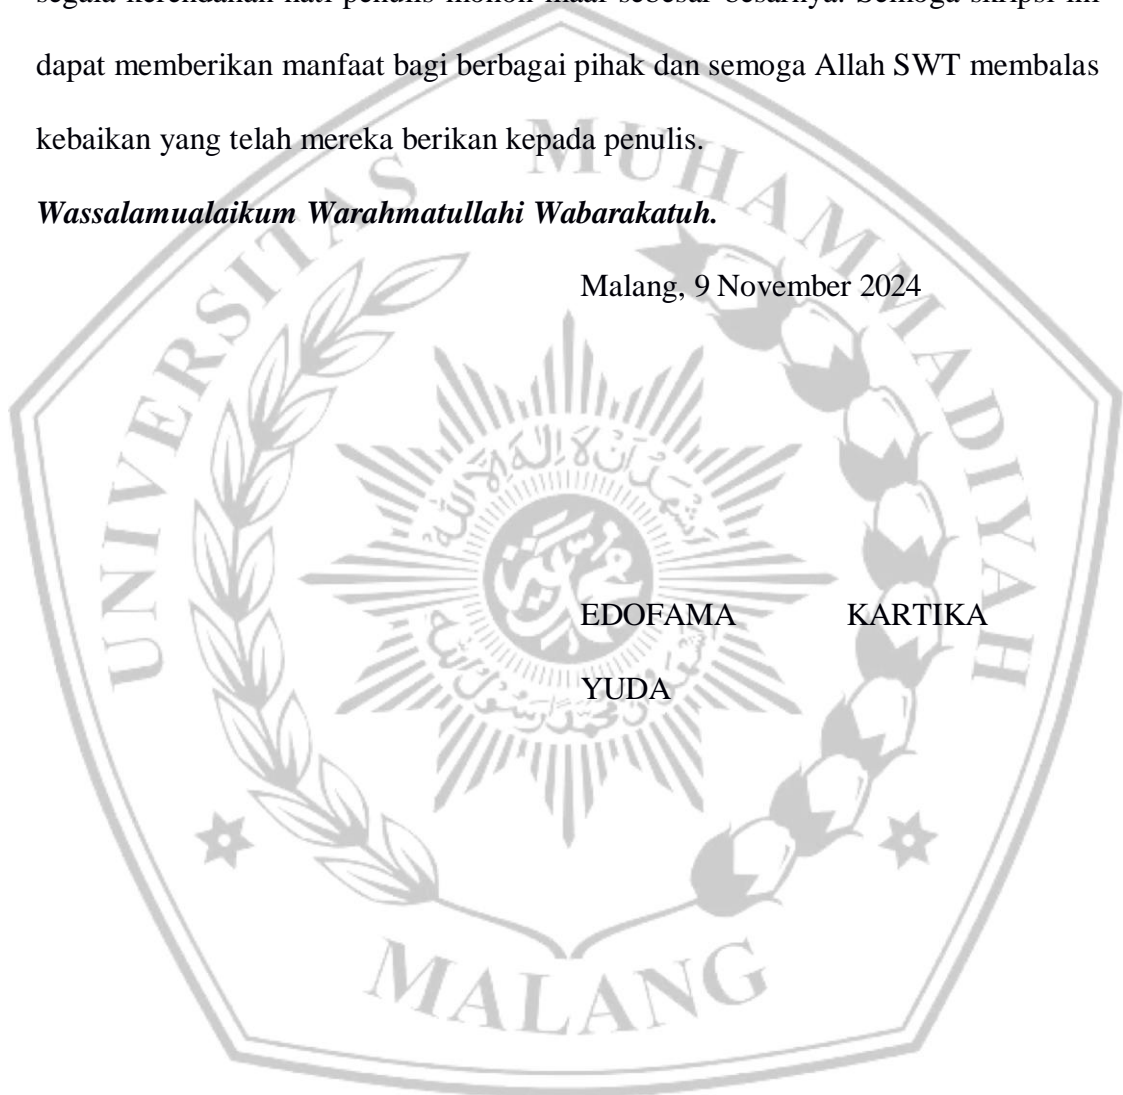 segala kerendahan hati penulis mohon maaf sebesar besarnya. Semoga skripsi ini
dapat memberikan manfaat bagi berbagai pihak dan semoga Allah SWT membalas
kebaikan yang telah mereka berikan kepada penulis.
Wassalamualaikum Warahmatullahi Wabarakatuh.
Malang, 9 November 2024
EDOFAMA KARTIKA
YUDA
UNIVERSITAS MUHAMMADIYAH
MALANG